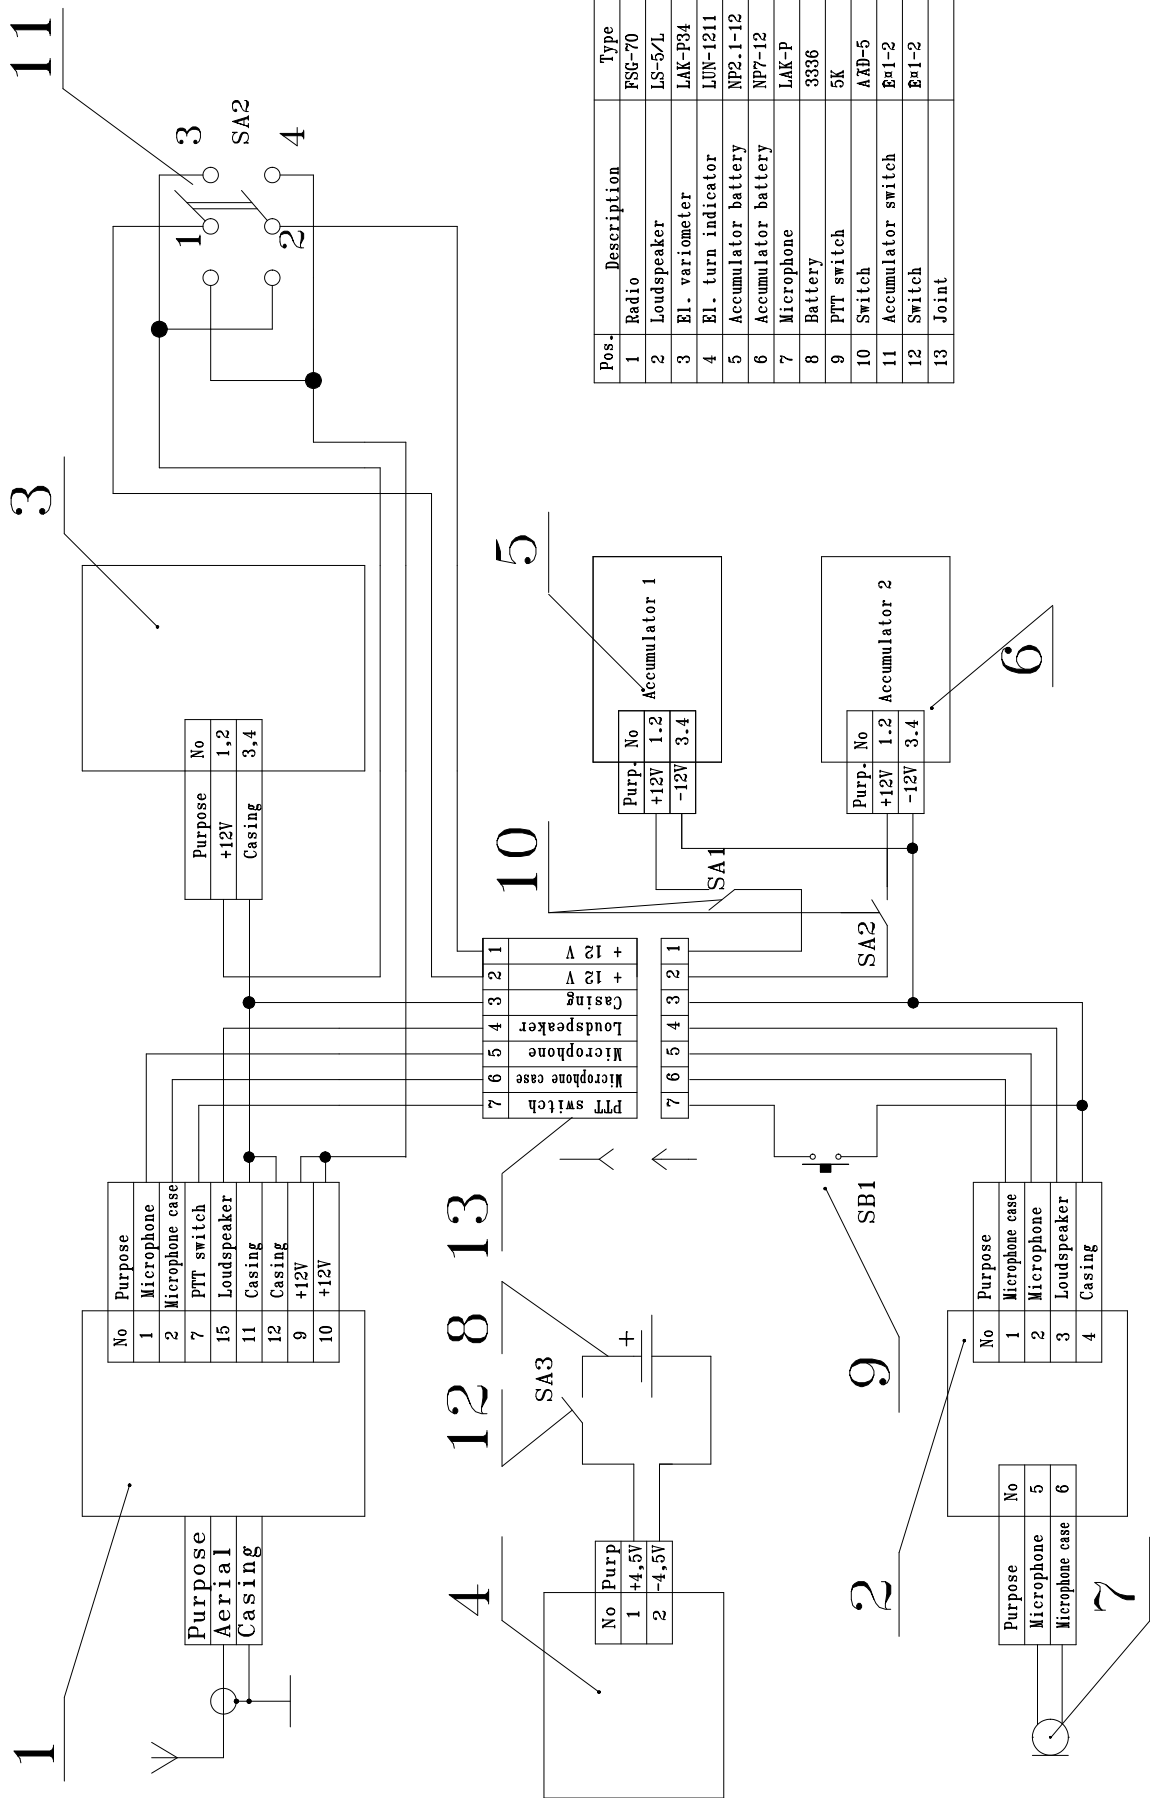 11
SA2
3
4
1
2
3
Purpose No
+12V 1,2
Casing 3,4
1
No Purpose
1 Microphone
2 Microphone case
7 PTT switch
15 Loudspeaker
11 Casing
12 Casing
9 +12V
10 +12V
Purpose
Aerial
Casing
13
7 PTT switch
6 Microphone case
5 Microphone
4 Loudspeaker
3 Casing
2 + 12 V
1 + 12 V
7
6
5
4
3
2
1
10
SA1
SA2
5
Accumulator 1
Purp. No
+12V 1.2
-12V 3.4
6
Accumulator 2
Purp. No
+12V 1.2
-12V 3.4
12
8
SA3
+
4
No Purp
1 +4,5V
2 -4,5V
9
SB1
2
No Purpose
1 Microphone case
2 Microphone
3 Loudspeaker
4 Casing
Purpose No
Microphone 5
Microphone case 6
7
Pos. Description Type
1 Radio FSG-70
2 Loudspeaker LS-5/L
3 El. variometer LAK-P34
4 El. turn indicator LUN-1211
5 Accumulator battery NP2.1-12
6 Accumulator battery NP7-12
7 Microphone LAK-P
8 Battery 3336
9 PTT switch 5K
10 Switch
11 Accumulator switch
12 Switch
13 Joint